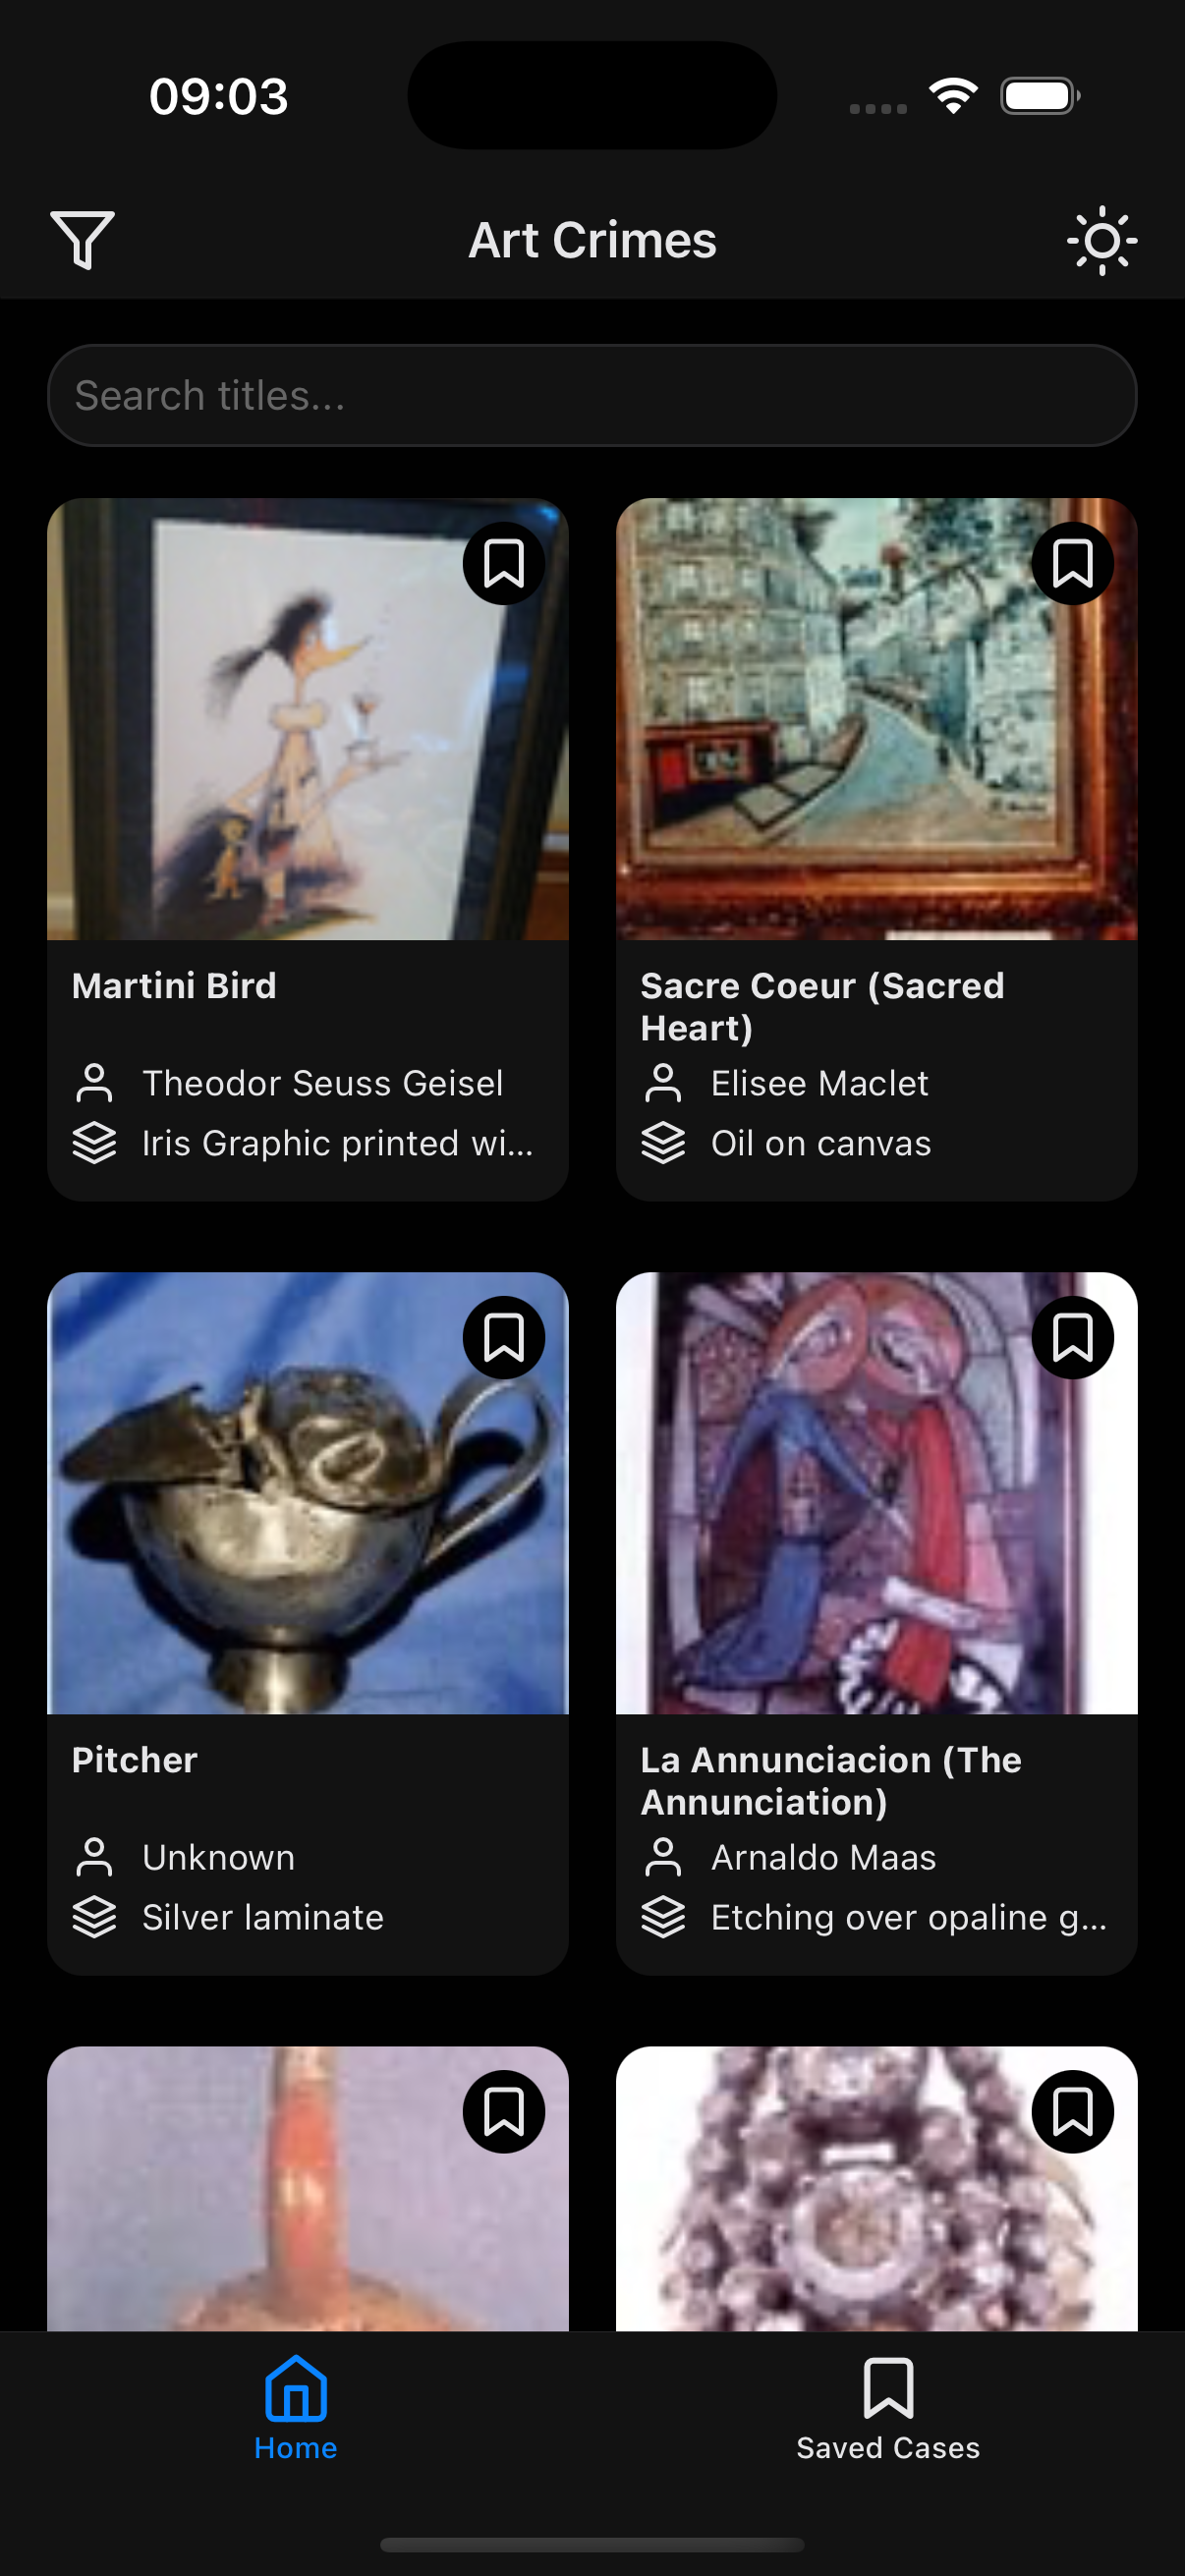 09:03
Art Crimes
Search titles...
Martini Bird
Theodor Seuss Geisel
Iris Graphic printed wi...
Sacre Coeur (Sacred
Heart)
Elisee Maclet
Oil on canvas
Pitcher
Unknown
Silver laminate
La Annunciacion (The
Annunciation)
Arnaldo Maas
Etching over opaline g...
Home
Saved Cases